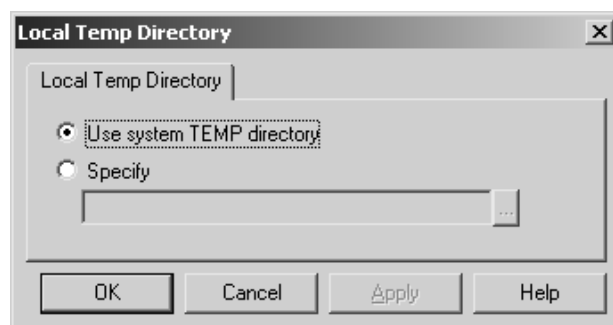 Local Temp Directory
Local Temp Directory
Use system TEMP directory
Specify
...
OK Cancel Apply Help